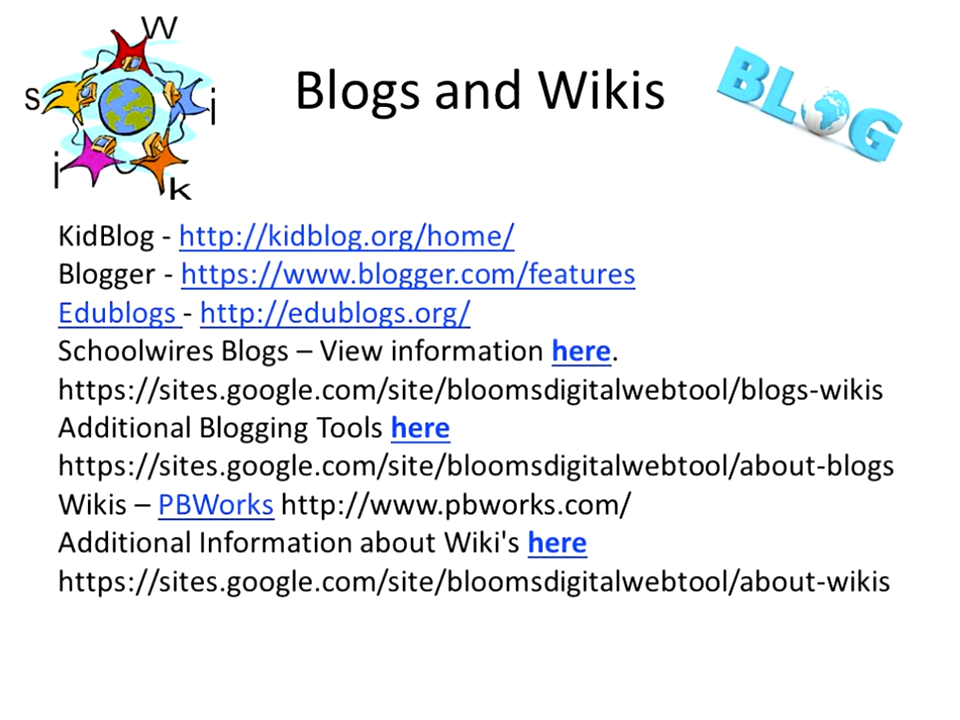 w
s
i
i
k
Blogs and Wikis
BLOG
KidBlog - http://kidblog.org/home/
Blogger - https://www.blogger.com/features
Edublogs - http://edublogs.org/
Schoolwires Blogs – View information here.
https://sites.google.com/site/bloomsdigitalwebtool/blogs-wikis
Additional Blogging Tools here
https://sites.google.com/site/bloomsdigitalwebtool/about-blogs
Wikis – PBWorks http://www.pbworks.com/
Additional Information about Wiki's here
https://sites.google.com/site/bloomsdigitalwebtool/about-wikis